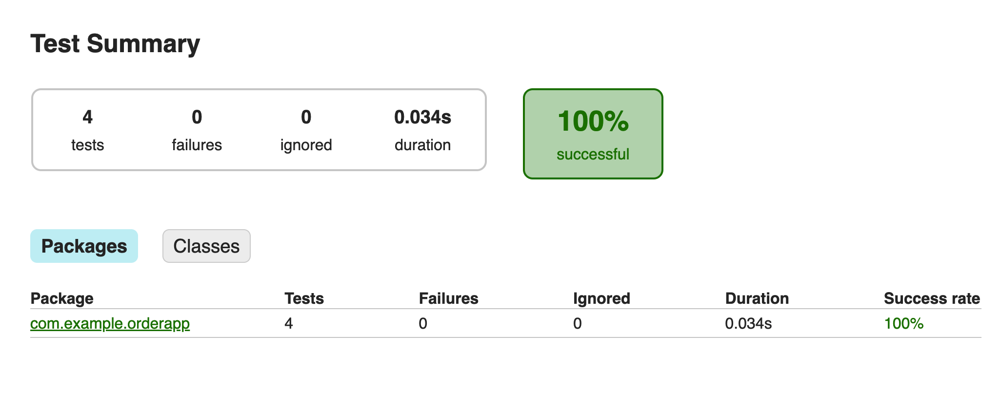 Test Summary
4 0 0 0.034s
tests failures ignored duration
100%
successful
Packages Classes
Package Tests Failures Ignored Duration Success rate
com.example.orderapp 4 0 0 0.034s 100%